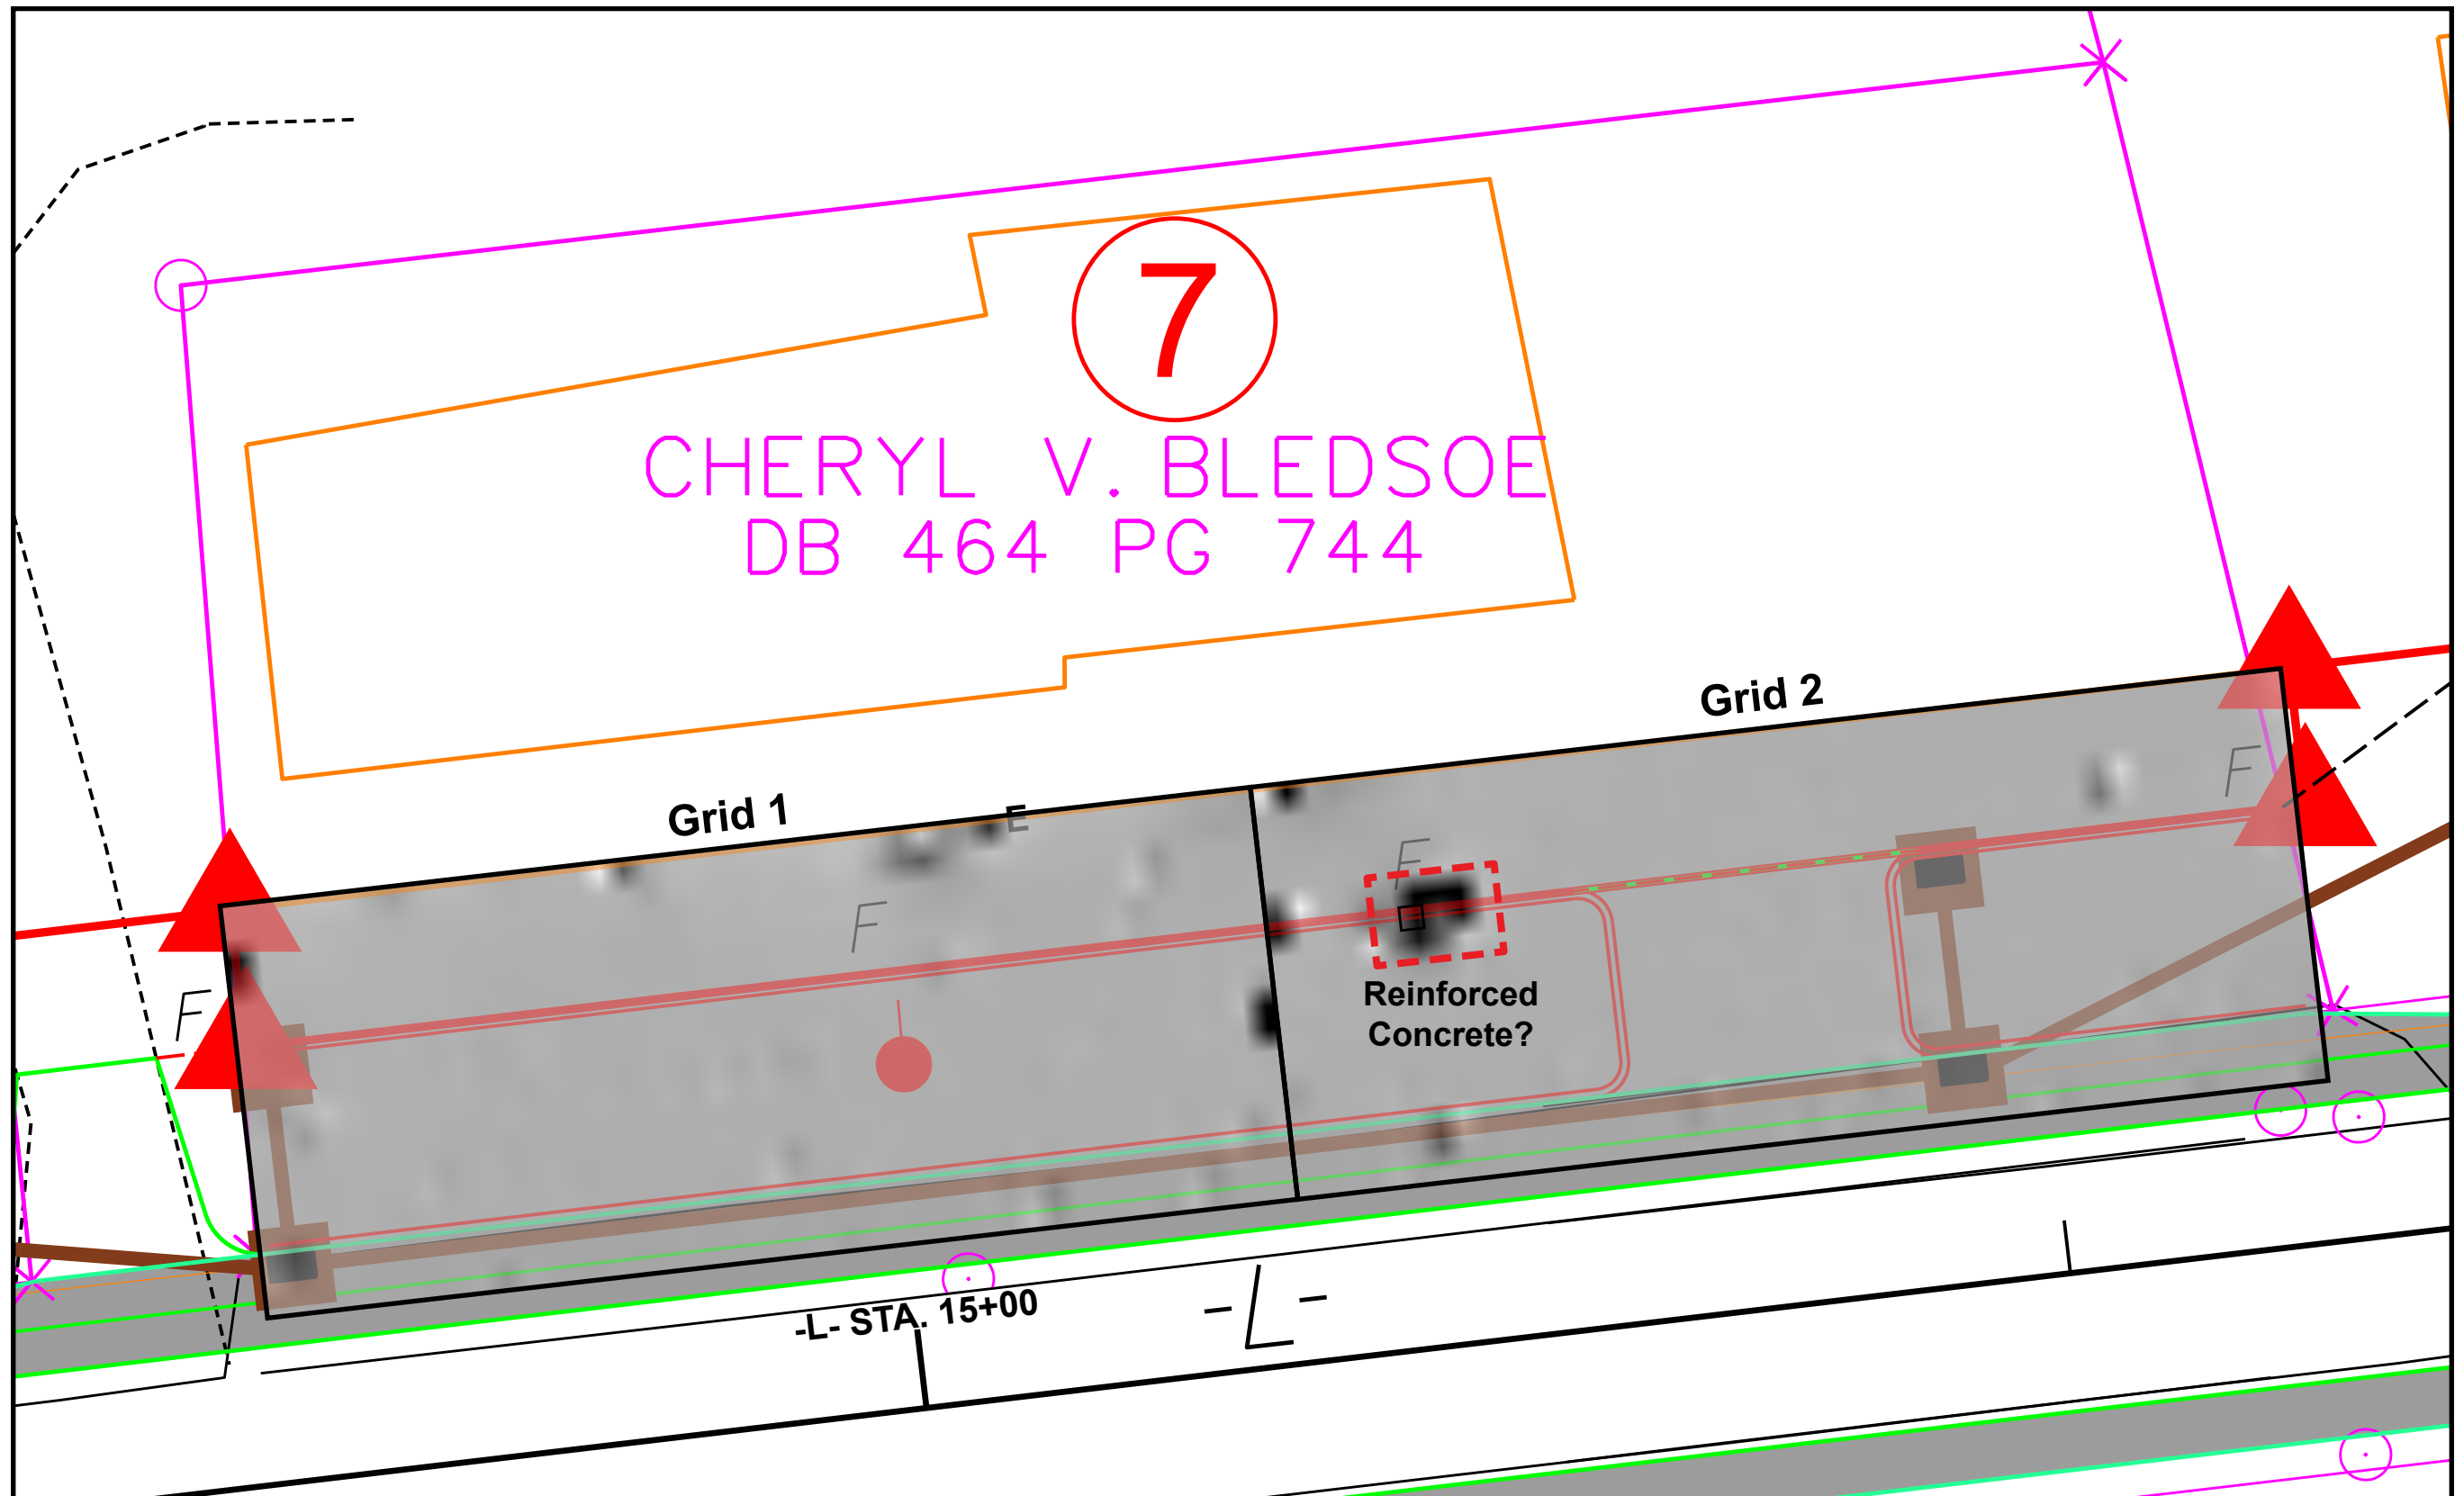 7
CHERYL V. BLEDSOE
DB 464 PG 744
Grid 2
Grid 1
E
F
F
F
F
Reinforced
Concrete?
-L- STA. 15+00
-L-